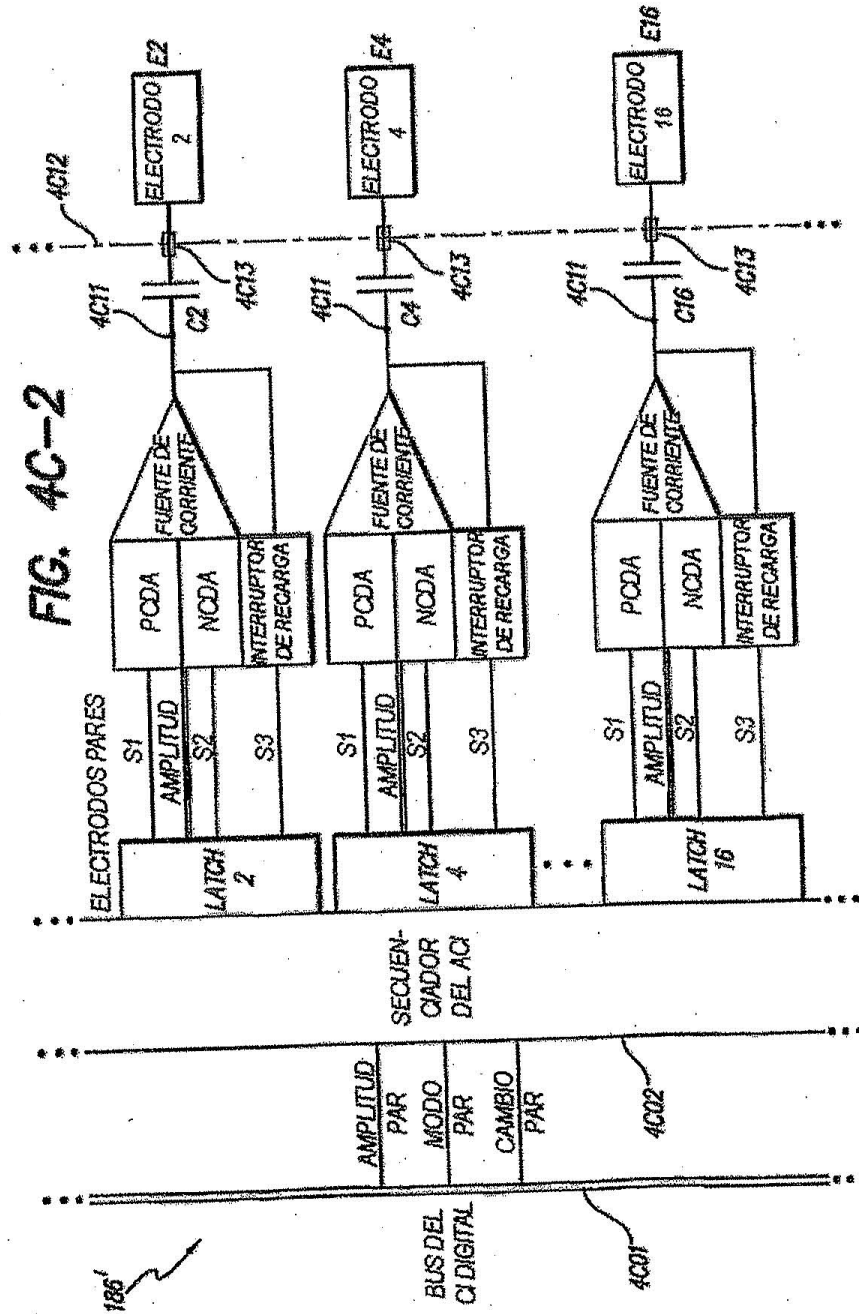 FIG. 4C-2
186'
BUS DEL
CI DIGITAL
4C01
AMPLITUD
PAR
MODO
PAR
CAMBIO
PAR
4C02
SECUEN-
CIADOR
DEL ACI
ELECTRODOS PARES
LATCH
2
S1
AMPLITUD
S2
S3
PCDA
NCDA
INTERRUPTOR
DE RECARGA
FUENTE DE
CORRIENTE
4C11
C2
4C13
4C12
ELECTRODO
2
E2
LATCH
4
S1
AMPLITUD
S2
S3
PCDA
NCDA
INTERRUPTOR
DE RECARGA
FUENTE DE
CORRIENTE
4C11
C4
4C13
ELECTRODO
4
E4
LATCH
16
S1
AMPLITUD
S2
S3
PCDA
NCDA
INTERRUPTOR
DE RECARGA
FUENTE DE
CORRIENTE
4C11
C16
4C13
ELECTRODO
16
E16